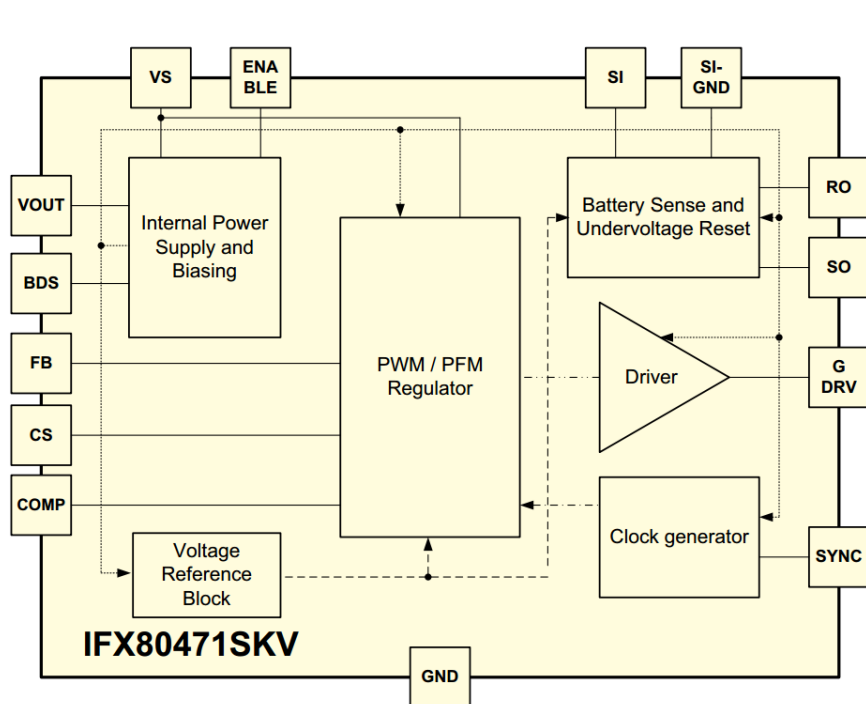 VS
ENA
BLE
SI
SI-
GND
VOUT
BDS
FB
CS
COMP
Internal Power
Supply and
Biasing
PWM / PFM
Regulator
Battery Sense and
Undervoltage Reset
RO
SO
Driver
G
DRV
Clock generator
SYNC
Voltage
Reference
Block
IFX80471SKV
GND